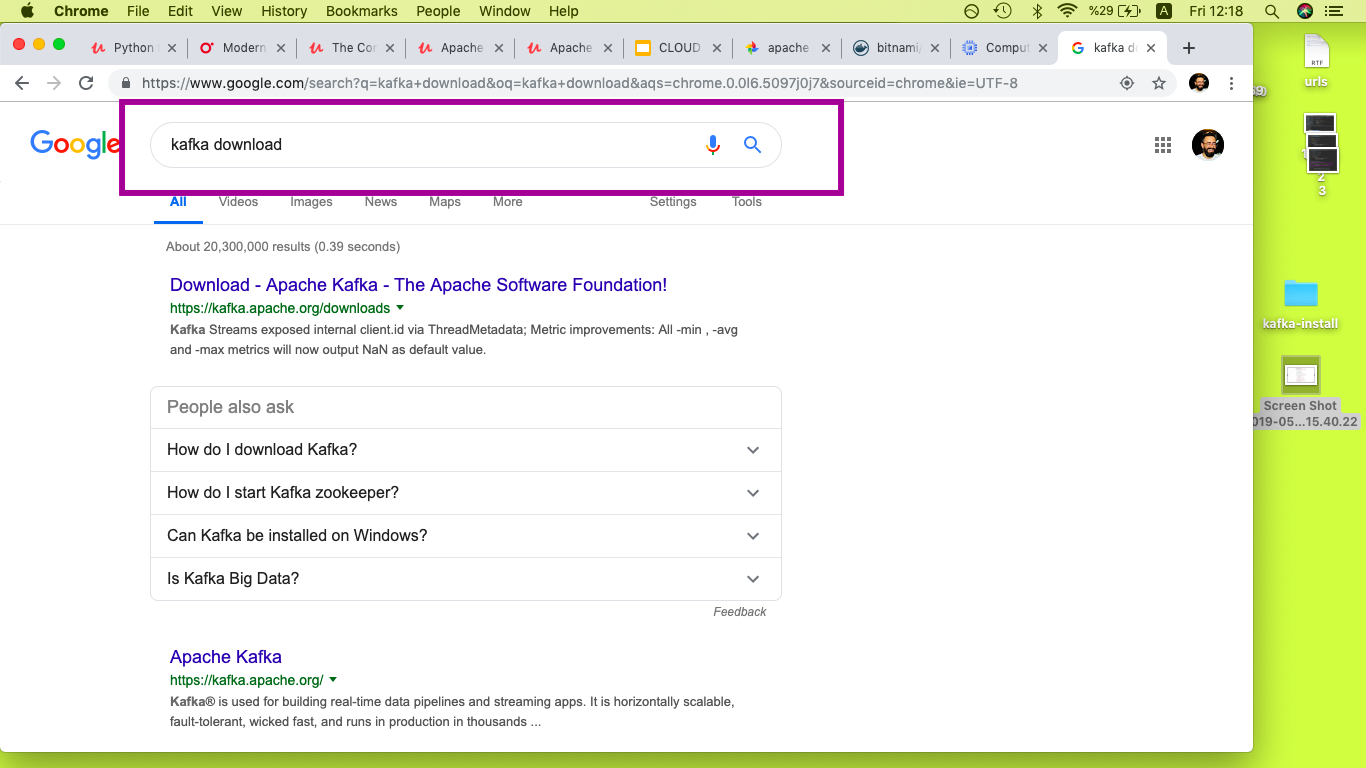 Chrome File Edit View History Bookmarks People Window Help %29 A Fri 12:18
Python Modern The Co Apache Apache CLOUD apache bitnami/ Comput kafka d
https://www.google.com/search?q=kafka+download&oq=kafka+download&aqs=chrome.0.0l6.5097j0j7&sourceid=chrome&ie=UTF-8
Google kafka download
All Videos Images News Maps More Settings Tools
About 20,300,000 results (0.39 seconds)
Download - Apache Kafka - The Apache Software Foundation!
https://kafka.apache.org/downloads
Kafka Streams exposed internal client.id via ThreadMetadata; Metric improvements: All -min , -avg
and -max metrics will now output NaN as default value.
People also ask
How do I download Kafka?
How do I start Kafka zookeeper?
Can Kafka be installed on Windows?
Is Kafka Big Data?
Feedback
Apache Kafka
https://kafka.apache.org/
Kafka® is used for building real-time data pipelines and streaming apps. It is horizontally scalable,
fault-tolerant, wicked fast, and runs in production in thousands ...
RTF
urls
2
3
kafka-install
Screen Shot
019-05...15.40.22